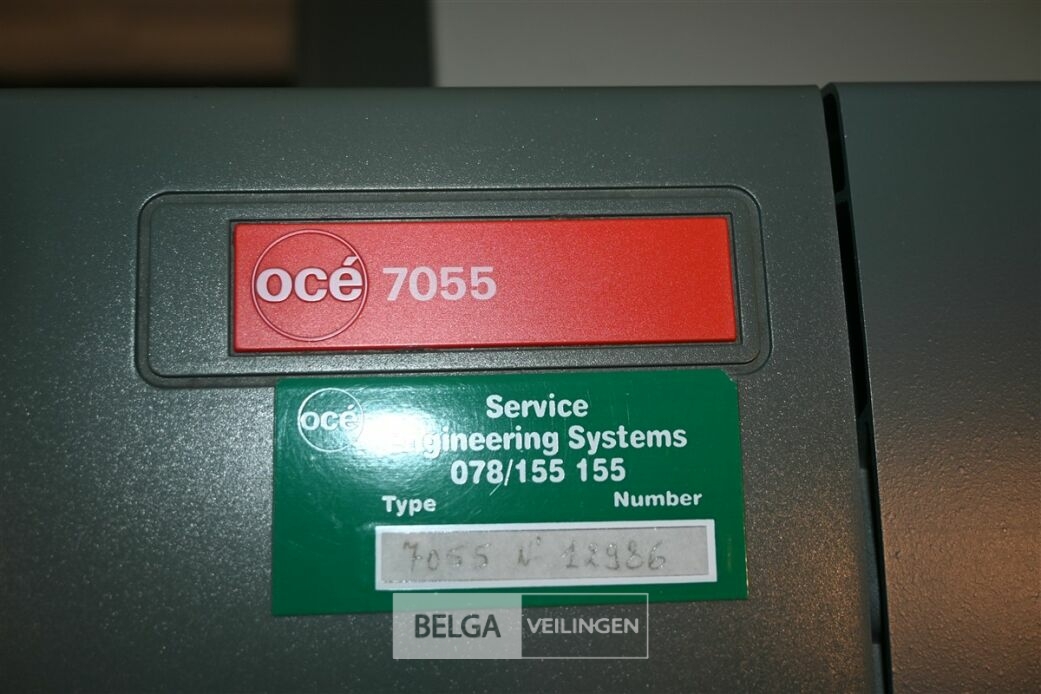 océ 7055
océ
Service
Engineering Systems
078/155 155
Type Number
7055 N° 12986
BELGA VEILINGEN